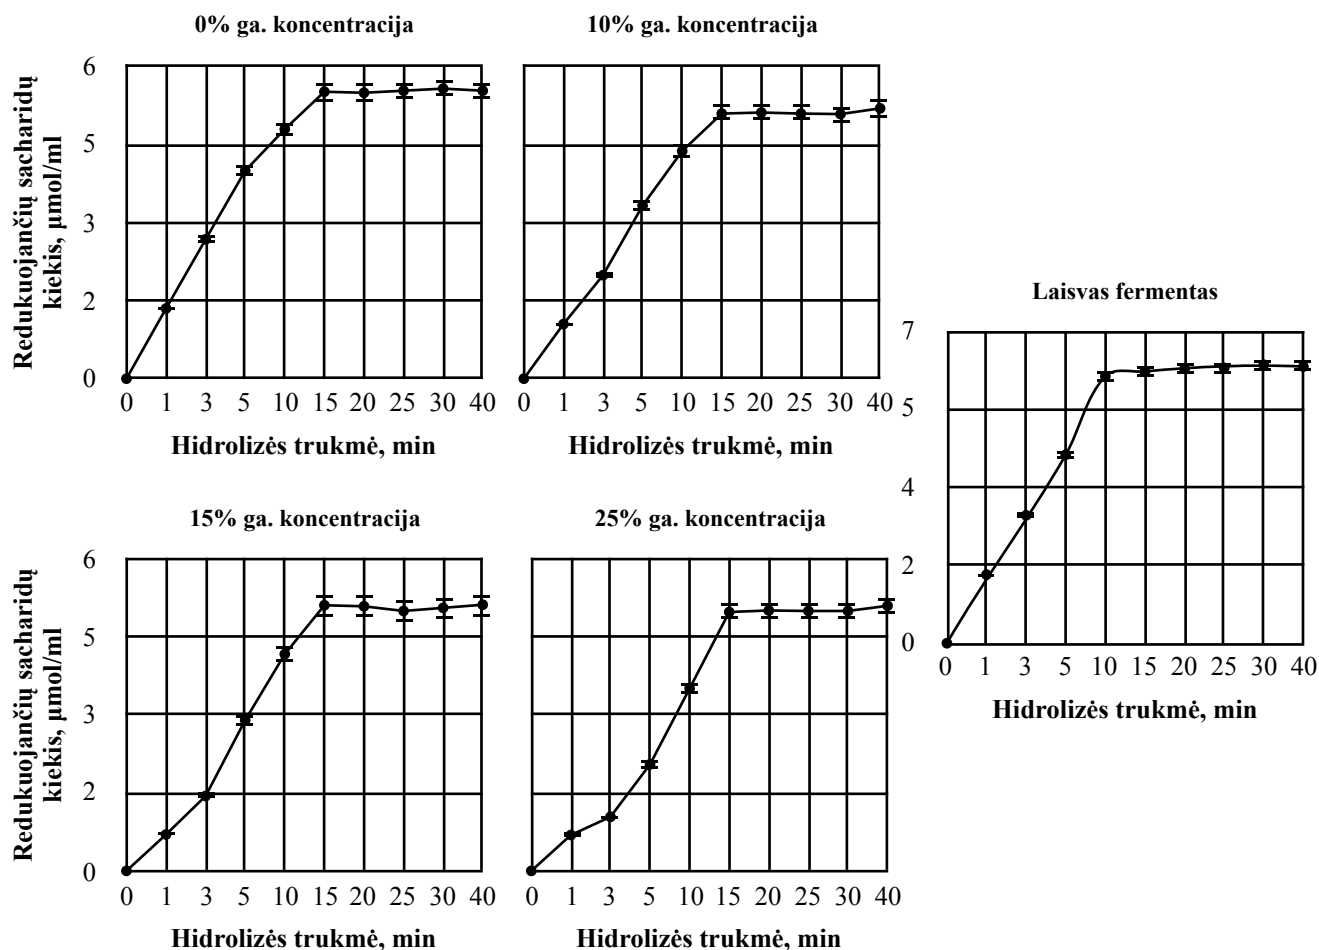 0% ga. koncentracija
10% ga. koncentracija
Redukuojančių sacharidų
kiekis, µmol/ml
6
5
3
2
0
0 1 3 5 10 15 20 25 30 40
0 1 3 5 10 15 20 25 30 40
Hidrolizės trukmė, min
Hidrolizės trukmė, min
Laisvas fermentas
7
5
4
2
0
0 1 3 5 10 15 20 25 30 40
Hidrolizės trukmė, min
15% ga. koncentracija
25% ga. koncentracija
Redukuojančių sacharidų
kiekis, µmol/ml
6
5
3
2
0
0 1 3 5 10 15 20 25 30 40
0 1 3 5 10 15 20 25 30 40
Hidrolizės trukmė, min
Hidrolizės trukmė, min